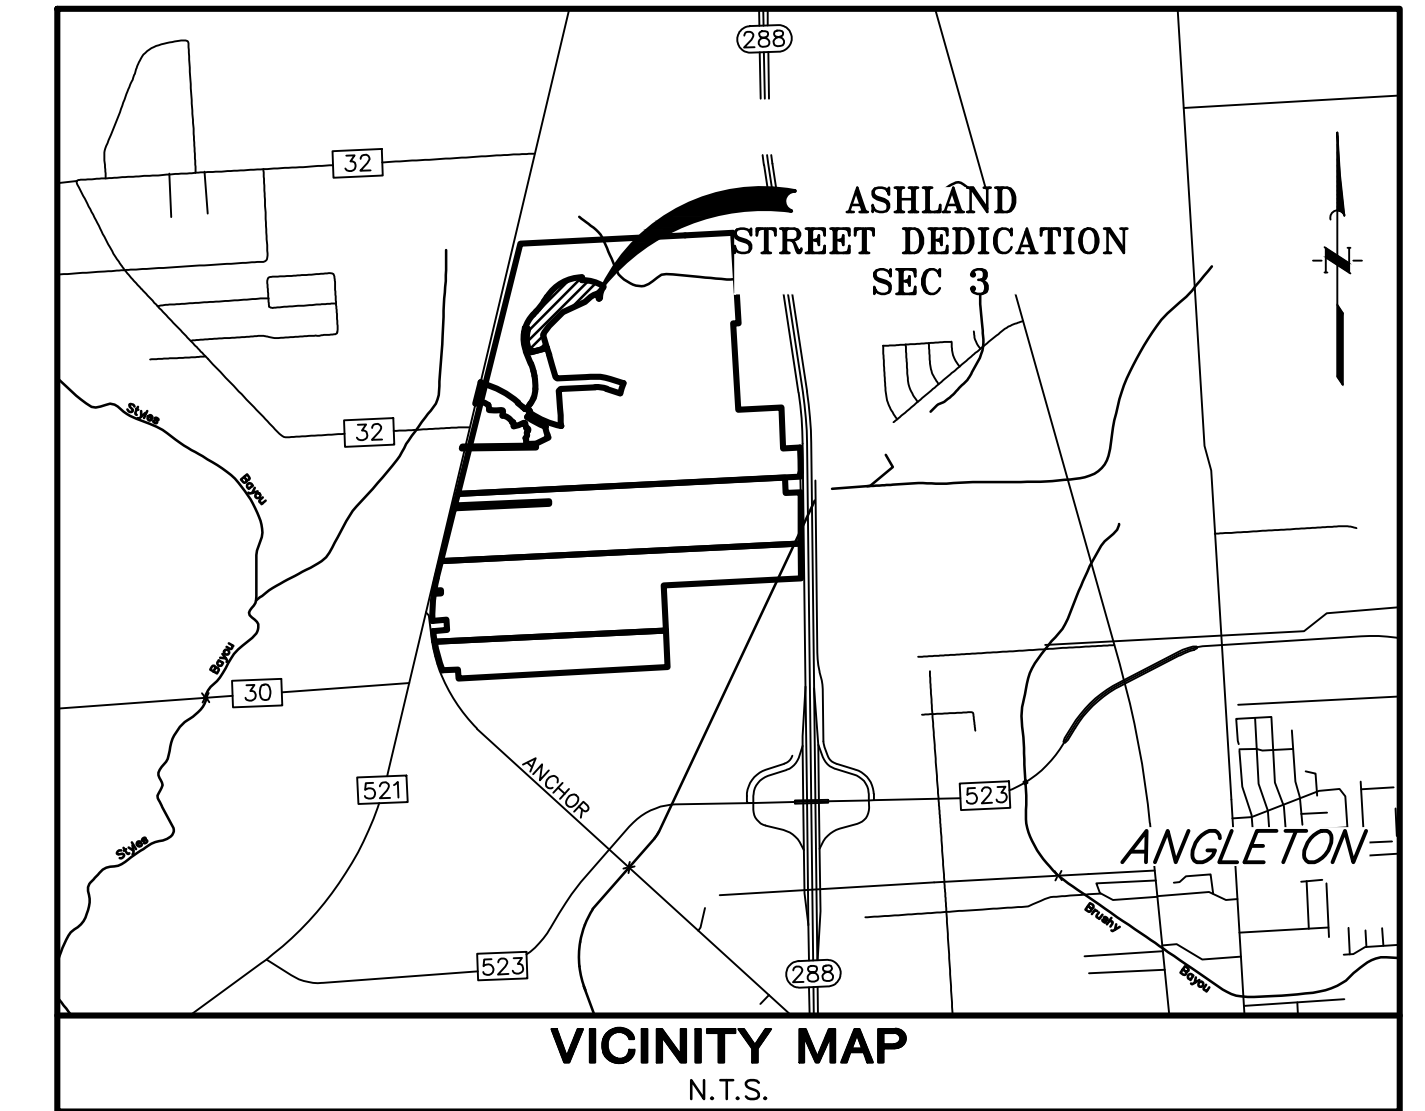 288
32
ASHLAND
STREET DEDICATION
SEC 3
N
32
Styles
Bayou
Bayou
30
521
ANCHOR
523
Styles
ANGLETON
Brushy
523
288
Bayou
VICINITY MAP
N.T.S.